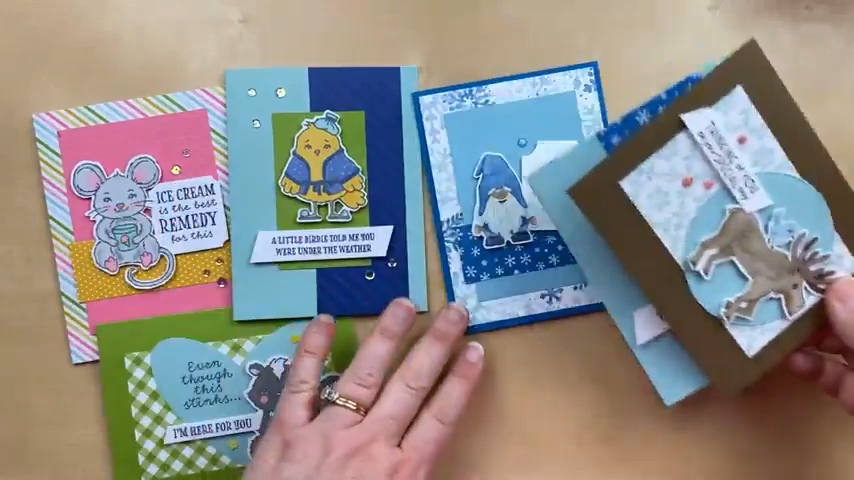 ICE CREAM
is the best
REMEDY
for this
A LITTLE BIRDIE TOLD ME YOU
WERE UNDER THE WEATHER
Even
though
this
stinks...
I'M HERE FOR YOU